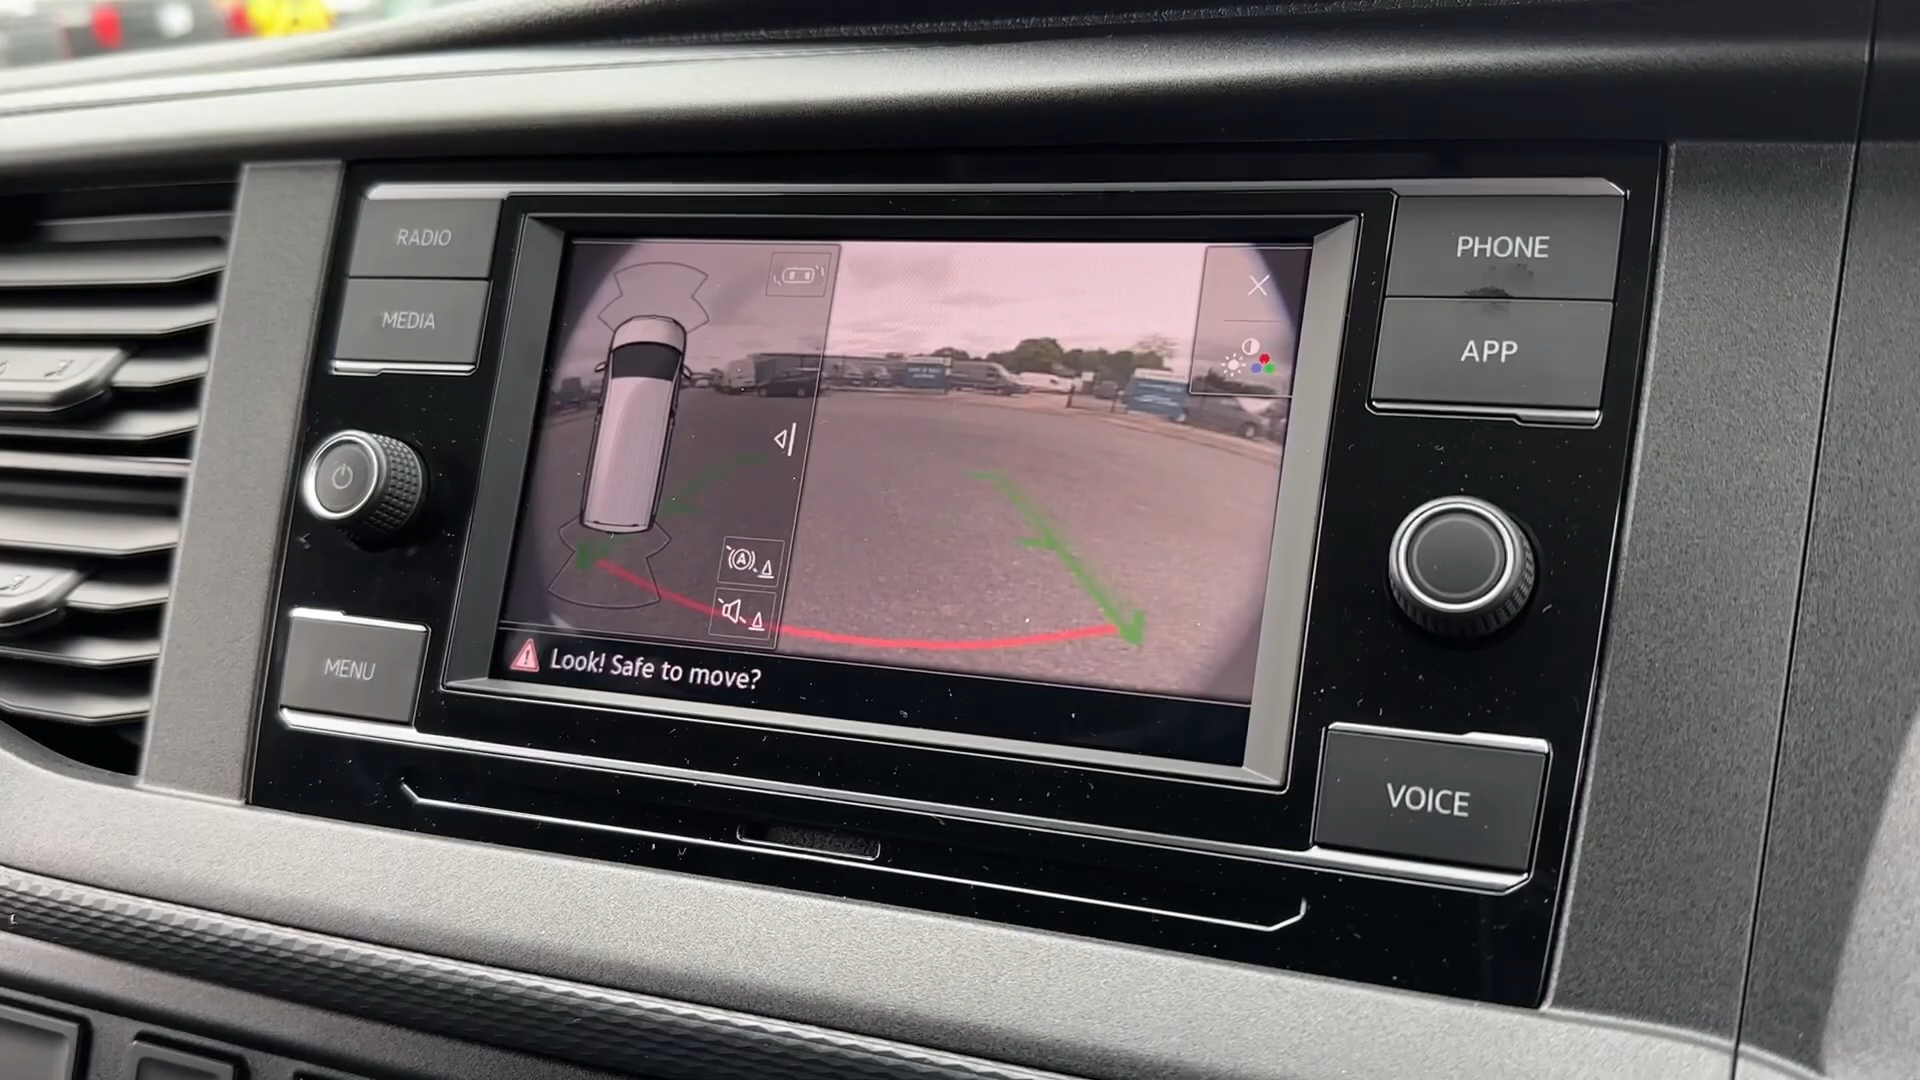 RADIO
MEDIA
MENU
PHONE
APP
VOICE
Look! Safe to move?